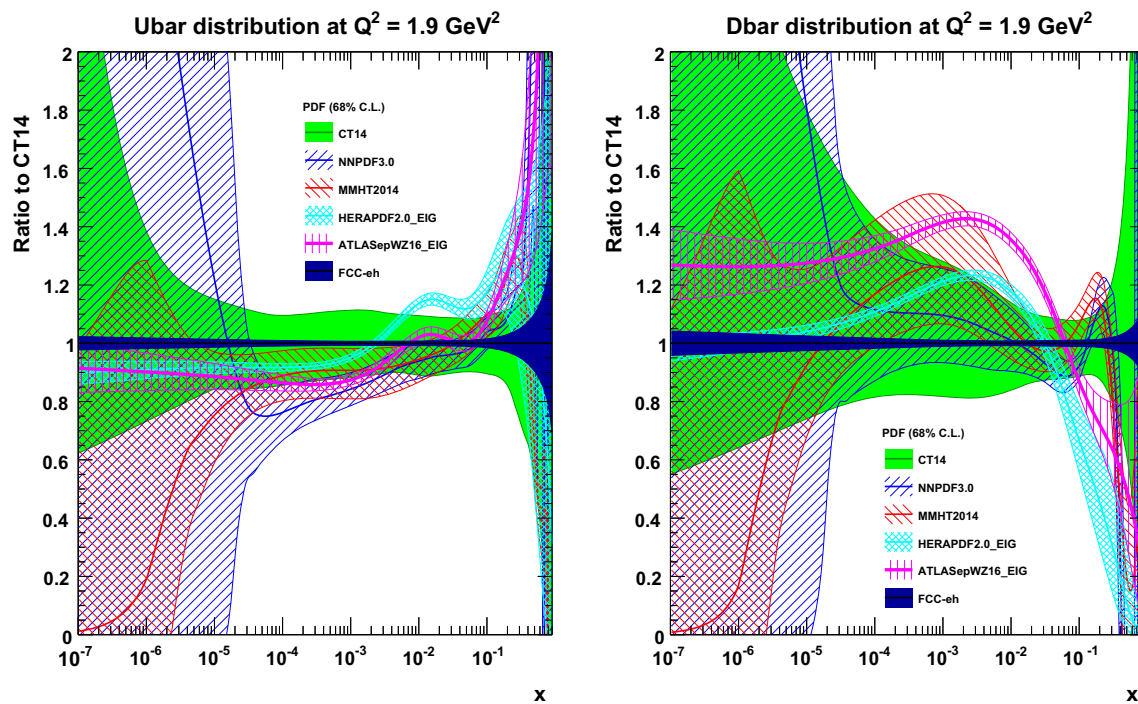 Ubar distribution at Q² = 1.9 GeV²
Ratio to CT14
2
1.8
1.6
1.4
1.2
1
0.8
0.6
0.4
0.2
0
PDF (68% C.L.)
CT14
NNPDF3.0
MMHT2014
HERAPDF2.0_EIG
ATLASepWZ16_EIG
FCC-eh
10⁻⁷ 10⁻⁶ 10⁻⁵ 10⁻⁴ 10⁻³ 10⁻² 10⁻¹
x
Dbar distribution at Q² = 1.9 GeV²
Ratio to CT14
2
1.8
1.6
1.4
1.2
1
0.8
0.6
0.4
0.2
0
PDF (68% C.L.)
CT14
NNPDF3.0
MMHT2014
HERAPDF2.0_EIG
ATLASepWZ16_EIG
FCC-eh
10⁻⁷ 10⁻⁶ 10⁻⁵ 10⁻⁴ 10⁻³ 10⁻² 10⁻¹
x